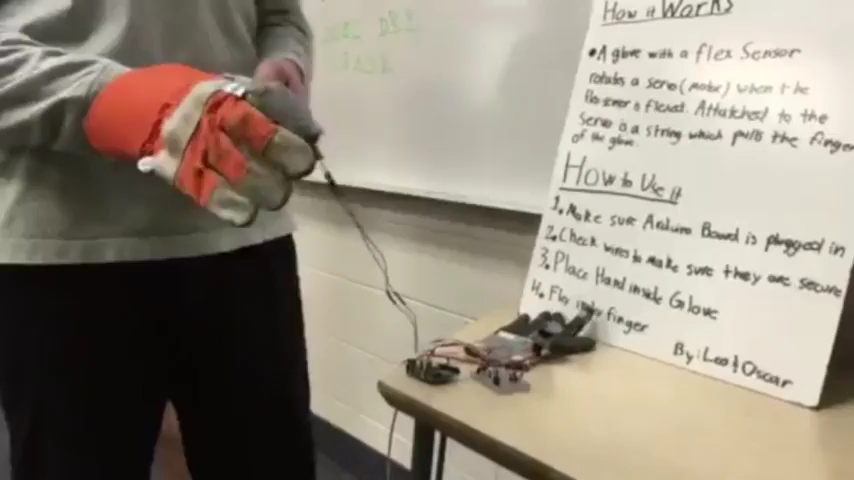 How it Works
•A glove with a flex Sensor
rotates a servo (motor) when the
flex sensor is flexed. Attatched to the
Servo is a string which pulls the finger
of the glove.
How to Use it
1. Make sure Arduino Board is plugged in
2. Check wires to make sure they are secure
3. Place Hand inside Glove
4. Flex finger
By: Leo & Oscar